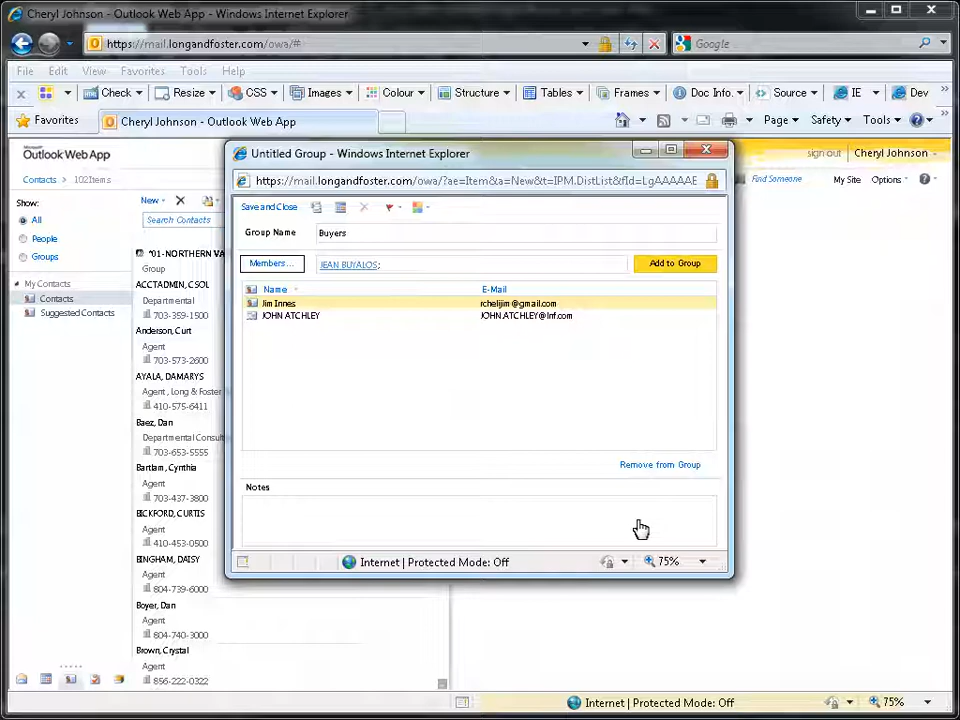 Cheryl Johnson - Outlook Web App - Windows Internet Explorer
https://mail.longandfoster.com/owa/#
Google
File Edit View Favorites Tools Help
Check Resize CSS Images Colour Structure Tables Frames Doc Info. Source IE Dev
Favorites Cheryl Johnson - Outlook Web App Page Safety Tools
Microsoft
Outlook Web App
sign out Cheryl Johnson
Contacts 102 Items
Find Someone My Site Options
Show:
All
People
Groups
My Contacts
Contacts
Suggested Contacts
New
Search Contacts
*01-NORTHERN VA
Group
ACCTADMIN, CSOL
Departmental
703-359-1500
Anderson, Curt
Agent
703-573-2600
AYALA, DAMARYS
Agent, Long & Foster
410-575-6411
Baez, Dan
Departmental Consult
703-653-5555
Bartlam, Cynthia
Agent
703-437-3800
BICKFORD, CURTIS
Agent
410-453-0500
BINGHAM, DAISY
Agent
804-739-6000
Boyer, Dan
Agent
804-740-3000
Brown, Crystal
Agent
856-222-0322
Untitled Group - Windows Internet Explorer
https://mail.longandfoster.com/owa/?ae=Item&a=New&t=IPM.DistList&fId=LgAAAAAE
Save and Close
Group Name Buyers
Members... JEAN BUYALOS; Add to Group
Name E-Mail
Jim Innes rchelijim@gmail.com
JOHN ATCHLEY JOHN.ATCHLEY@lnf.com
Remove from Group
Notes
Internet | Protected Mode: Off 75%
Internet | Protected Mode: Off 75%